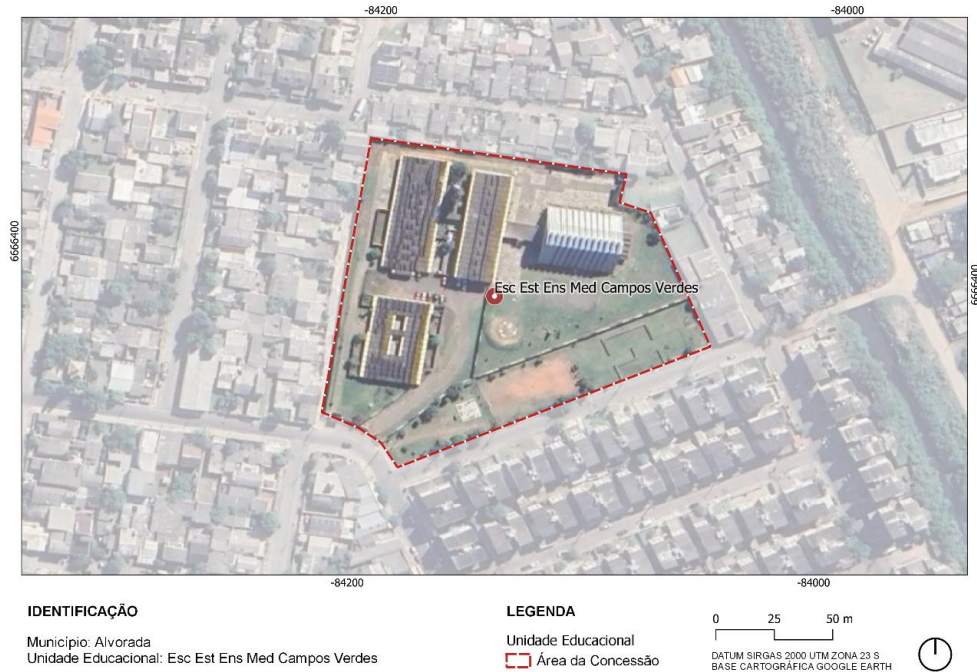 -84200
-84000
6666400
6666400
Esc Est Ens Med Campos Verdes
-84200
-84000
IDENTIFICAÇÃO
Município: Alvorada
Unidade Educacional: Esc Est Ens Med Campos Verdes
LEGENDA
Unidade Educacional
Área da Concessão
0 25 50 m
DATUM SIRGAS 2000 UTM ZONA 23 S
BASE CARTOGRÁFICA GOOGLE EARTH